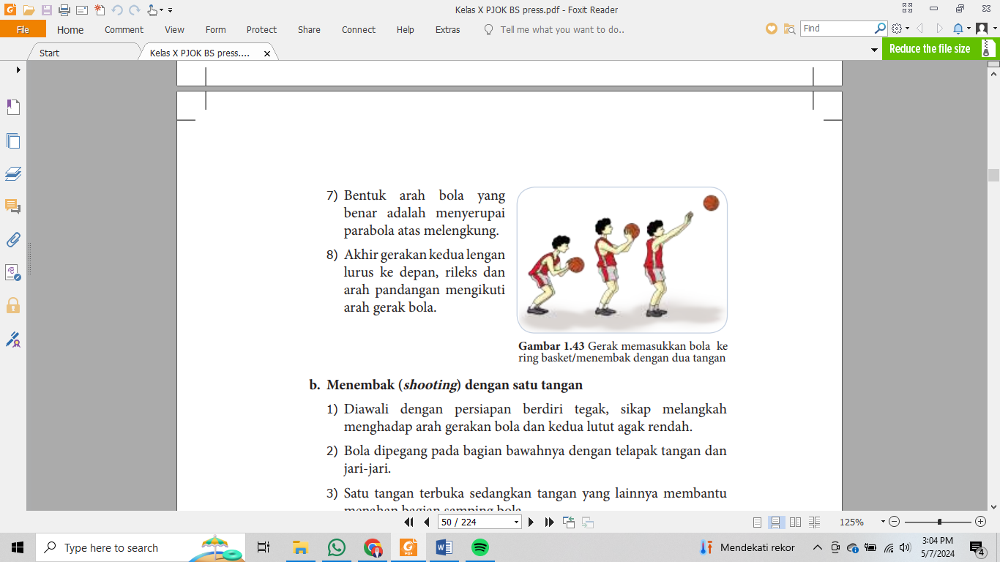 Kelas X PJOK BS press.pdf - Foxit Reader
File Home Comment View Form Protect Share Connect Help Extras Tell me what you want to do.. Find
Start Kelas X PJOK BS press.... Reduce the file size
7) Bentuk arah bola yang
benar adalah menyerupai
parabola atas melengkung.
8) Akhir gerakan kedua lengan
lurus ke depan, rileks dan
arah pandangan mengikuti
arah gerak bola.
Gambar 1.43 Gerak memasukkan bola ke
ring basket/menembak dengan dua tangan
b. Menembak (shooting) dengan satu tangan
1) Diawali dengan persiapan berdiri tegak, sikap melangkah
menghadap arah gerakan bola dan kedua lutut agak rendah.
2) Bola dipegang pada bagian bawahnya dengan telapak tangan dan
jari-jari.
3) Satu tangan terbuka sedangkan tangan yang lainnya membantu
menahan bagian samping bola
50 / 224 125%
Type here to search Mendekati rekor 3:04 PM
5/7/2024 4